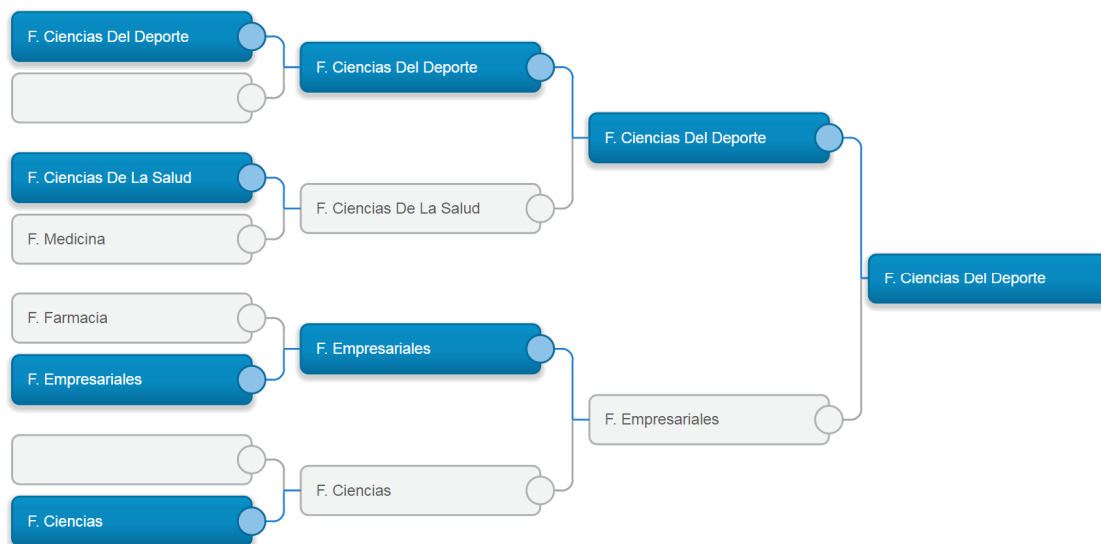 F. Ciencias Del Deporte
F. Ciencias De La Salud
F. Medicina
F. Farmacia
F. Empresariales
F. Ciencias
F. Ciencias Del Deporte
F. Ciencias De La Salud
F. Empresariales
F. Ciencias
F. Ciencias Del Deporte
F. Empresariales
F. Ciencias Del Deporte